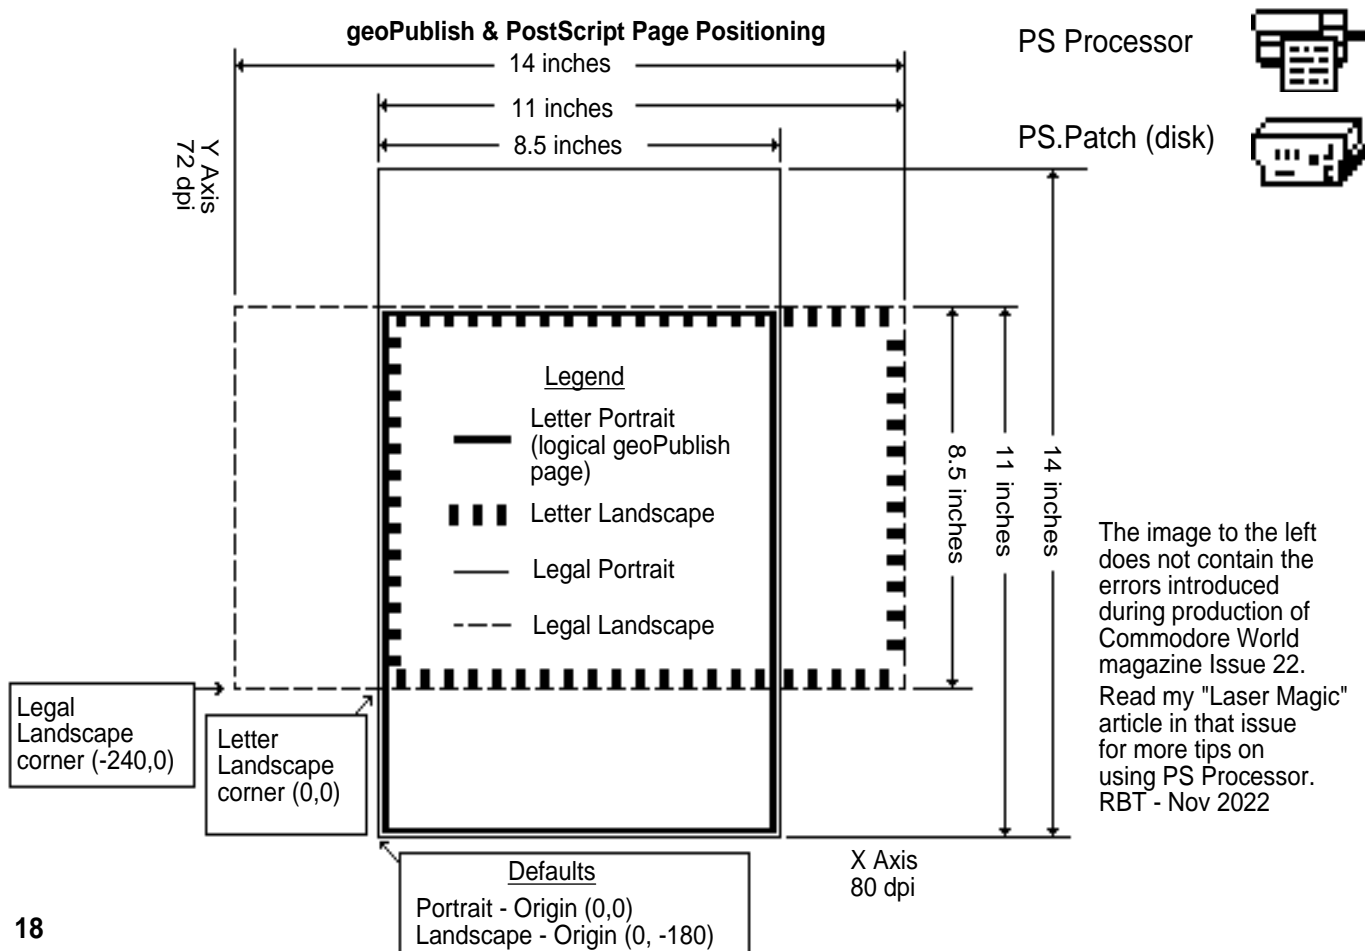 geoPublish & PostScript Page Positioning
14 inches
11 inches
8.5 inches
Y Axis
72 dpi
PS Processor
PS.Patch (disk)
Legend
Letter Portrait
(logical geoPublish
page)
Letter Landscape
Legal Portrait
Legal Landscape
8.5 inches
11 inches
14 inches
The image to the left
does not contain the
errors introduced
during production of
Commodore World
magazine Issue 22.
Read my "Laser Magic"
article in that issue
for more tips on
using PS Processor.
RBT - Nov 2022
Legal
Landscape
corner (-240,0)
Letter
Landscape
corner (0,0)
Defaults
Portrait - Origin (0,0)
Landscape - Origin (0, -180)
X Axis
80 dpi
18